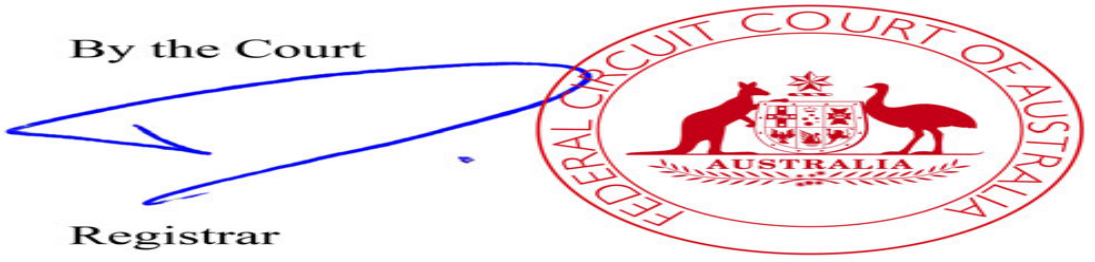 By the Court
FEDERAL CIRCUIT COURT OF AUSTRALIA
AUSTRALIA
Registrar